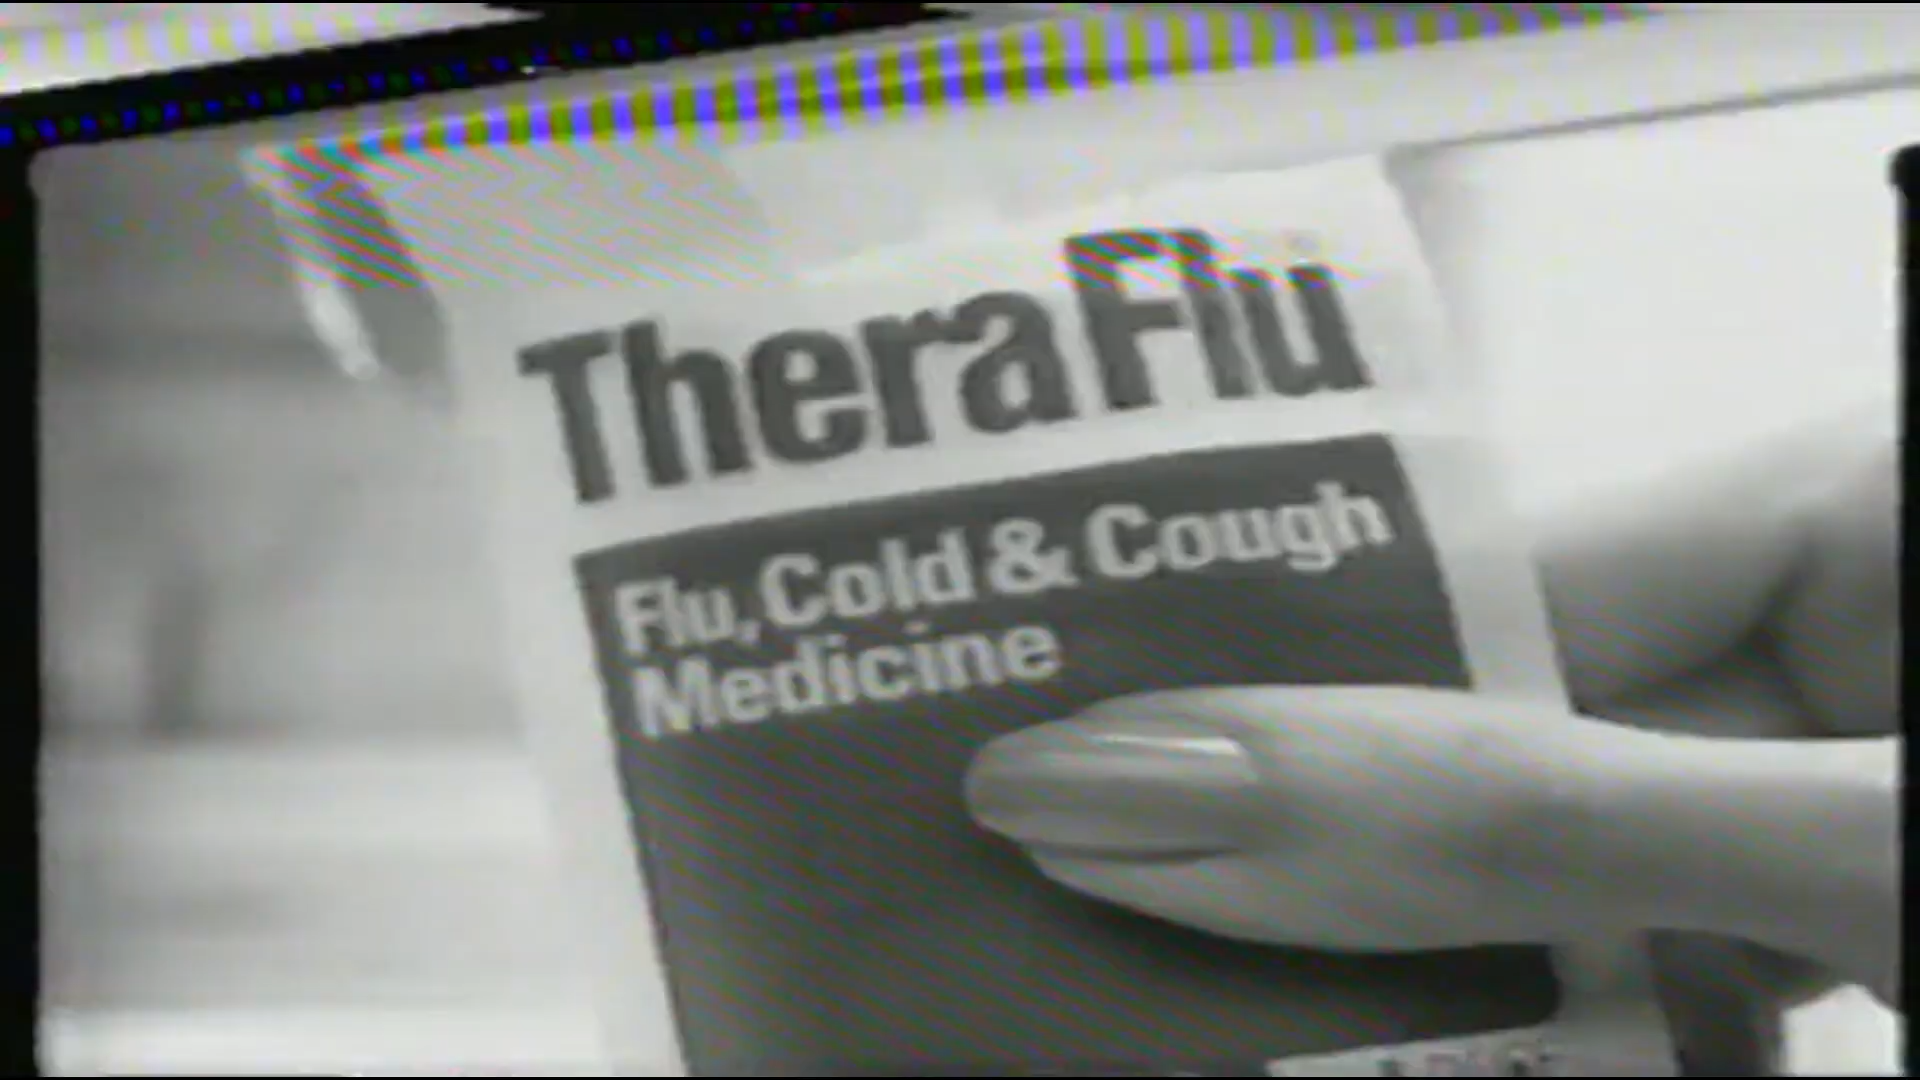 TheraFlu
Flu, Cold & Cough
Medicine